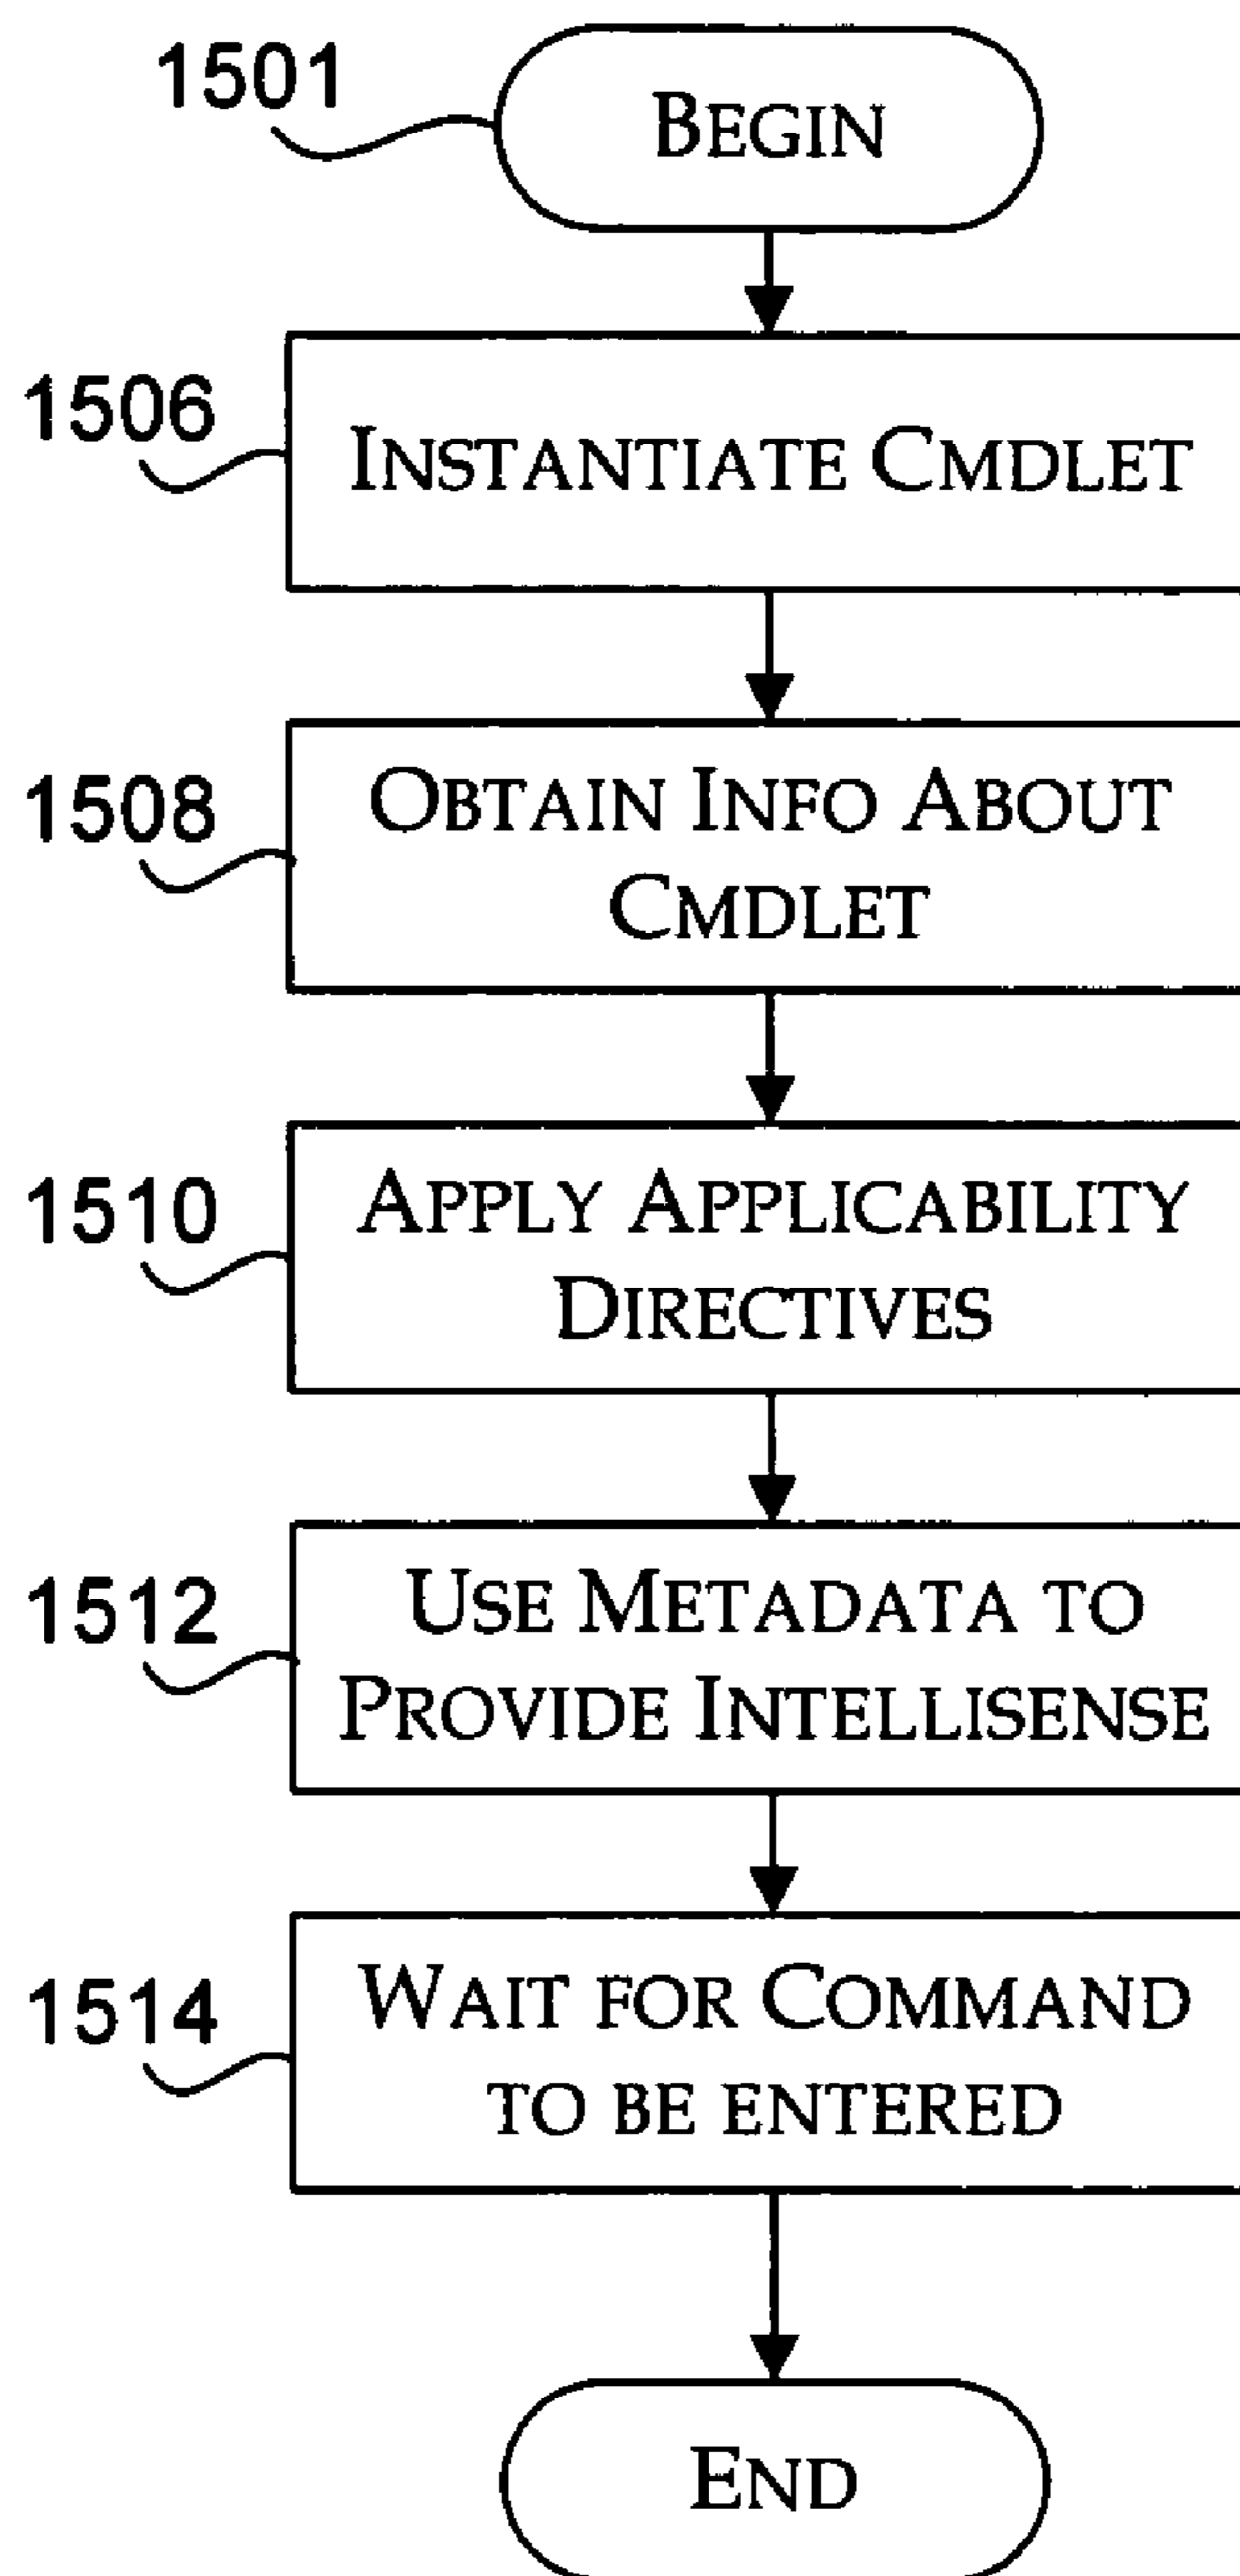 1501
BEGIN
1506
INSTANTIATE CMDLET
1508
OBTAIN INFO ABOUT
CMDLET
1510
APPLY APPLICABILITY
DIRECTIVES
1512
USE METADATA TO
PROVIDE INTELLISENSE
1514
WAIT FOR COMMAND
TO BE ENTERED
END